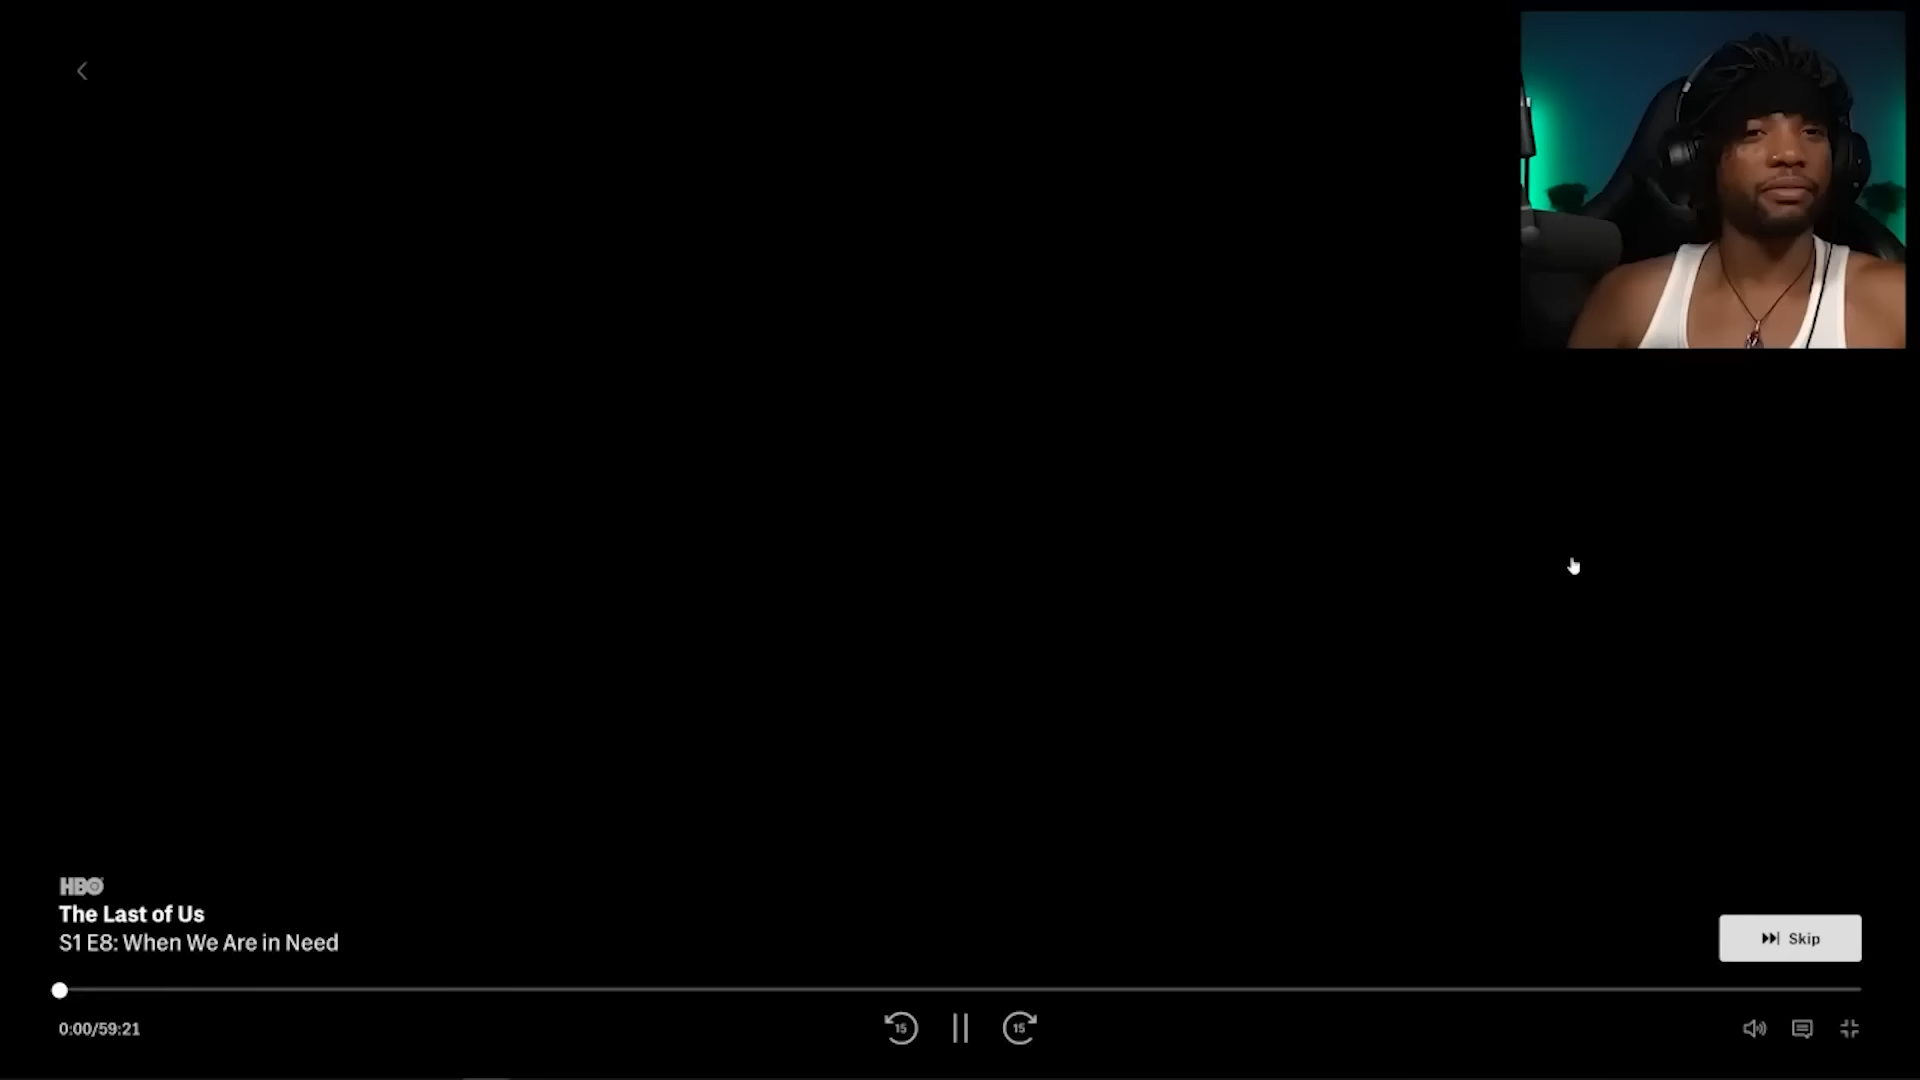 HBO
The Last of Us
S1 E8: When We Are in Need
Skip
0:00/59:21
15
15